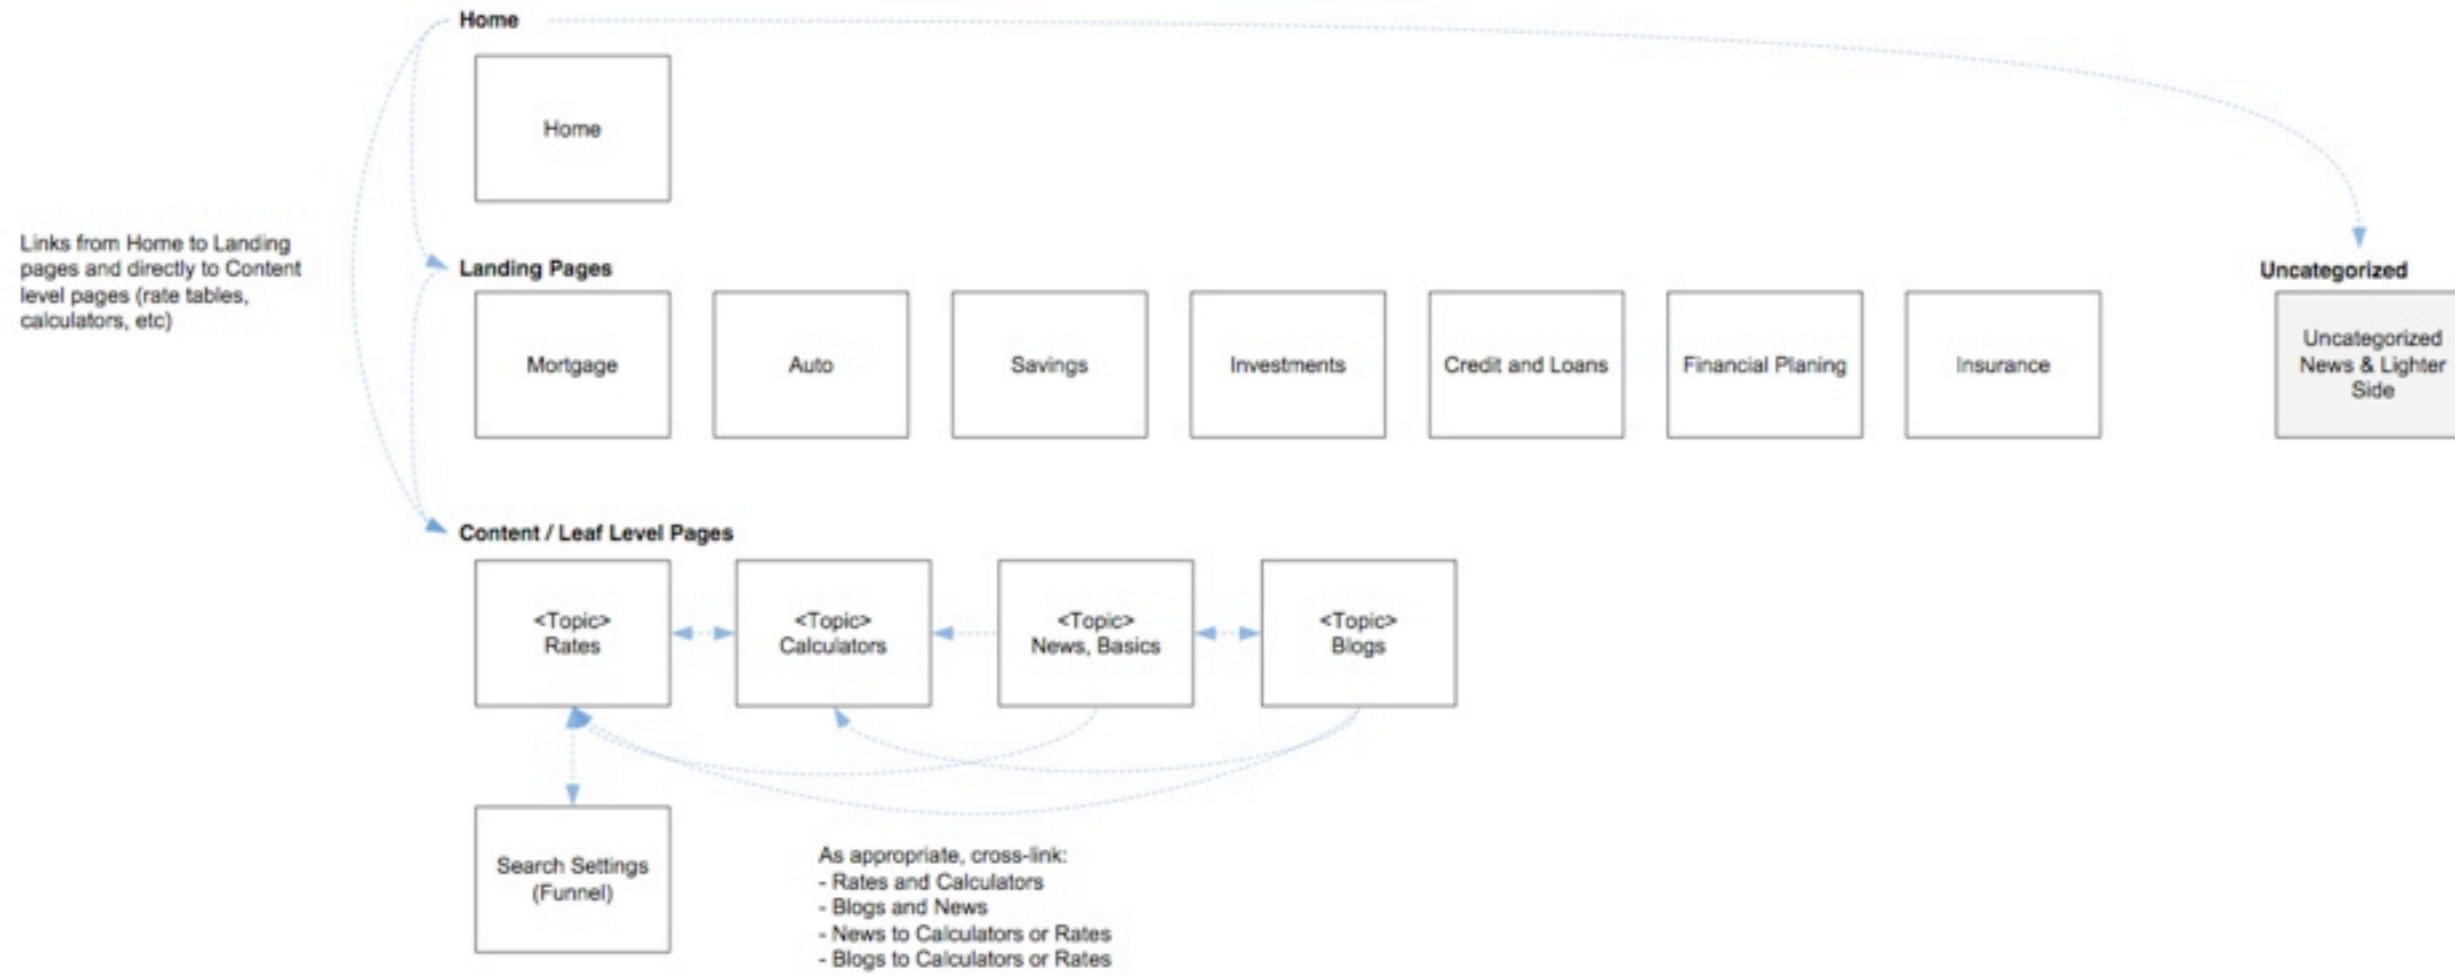 Home
Home
Links from Home to Landing
pages and directly to Content
level pages (rate tables,
calculators, etc)
Landing Pages
Uncategorized
Mortgage
Auto
Savings
Investments
Credit and Loans
Financial Planing
Insurance
Uncategorized
News & Lighter
Side
Content / Leaf Level Pages
<Topic>
Rates
<Topic>
Calculators
<Topic>
News, Basics
<Topic>
Blogs
Search Settings
(Funnel)
As appropriate, cross-link:
- Rates and Calculators
- Blogs and News
- News to Calculators or Rates
- Blogs to Calculators or Rates